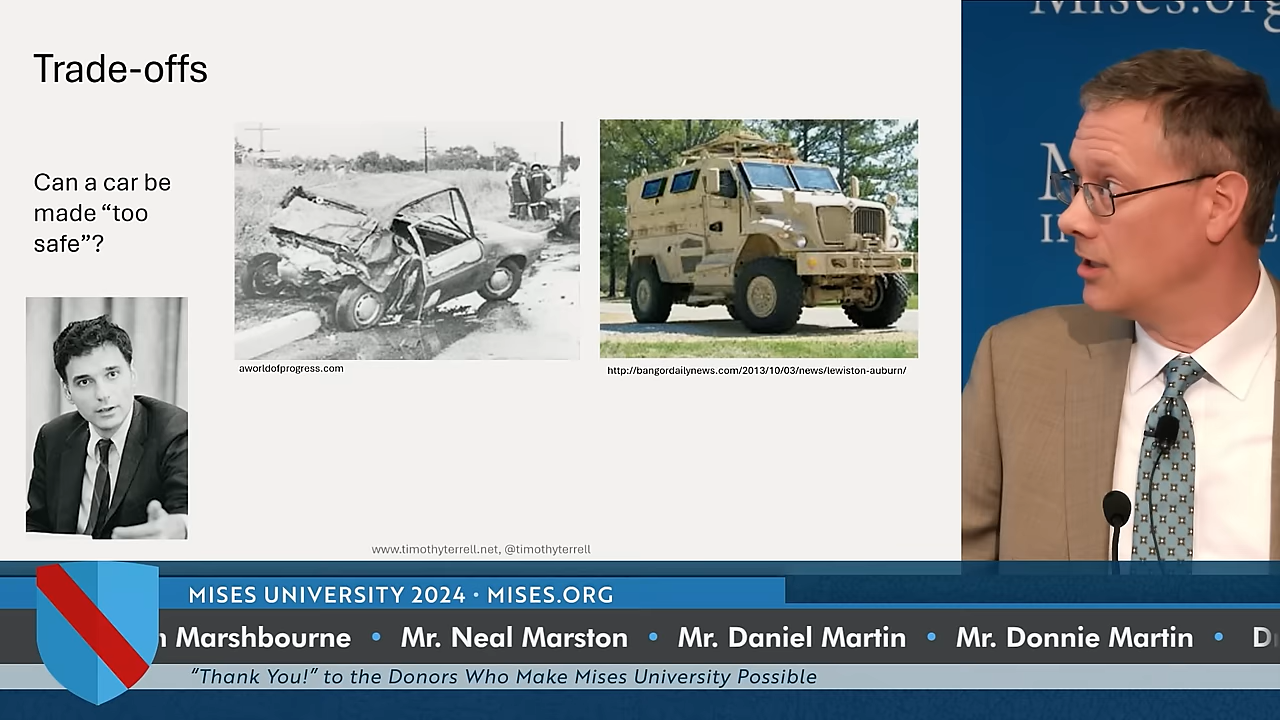 Trade-offs
Can a car be
made “too
safe”?
aworldofprogress.com
http://bangordailynews.com/2013/10/03/news/lewiston-auburn/
www.timothyterrell.net, @timothyterrell
Mises.org
MISES UNIVERSITY 2024 · MISES.ORG
Marshbourne • Mr. Neal Marston • Mr. Daniel Martin • Mr. Donnie Martin •
“Thank You!” to the Donors Who Make Mises University Possible